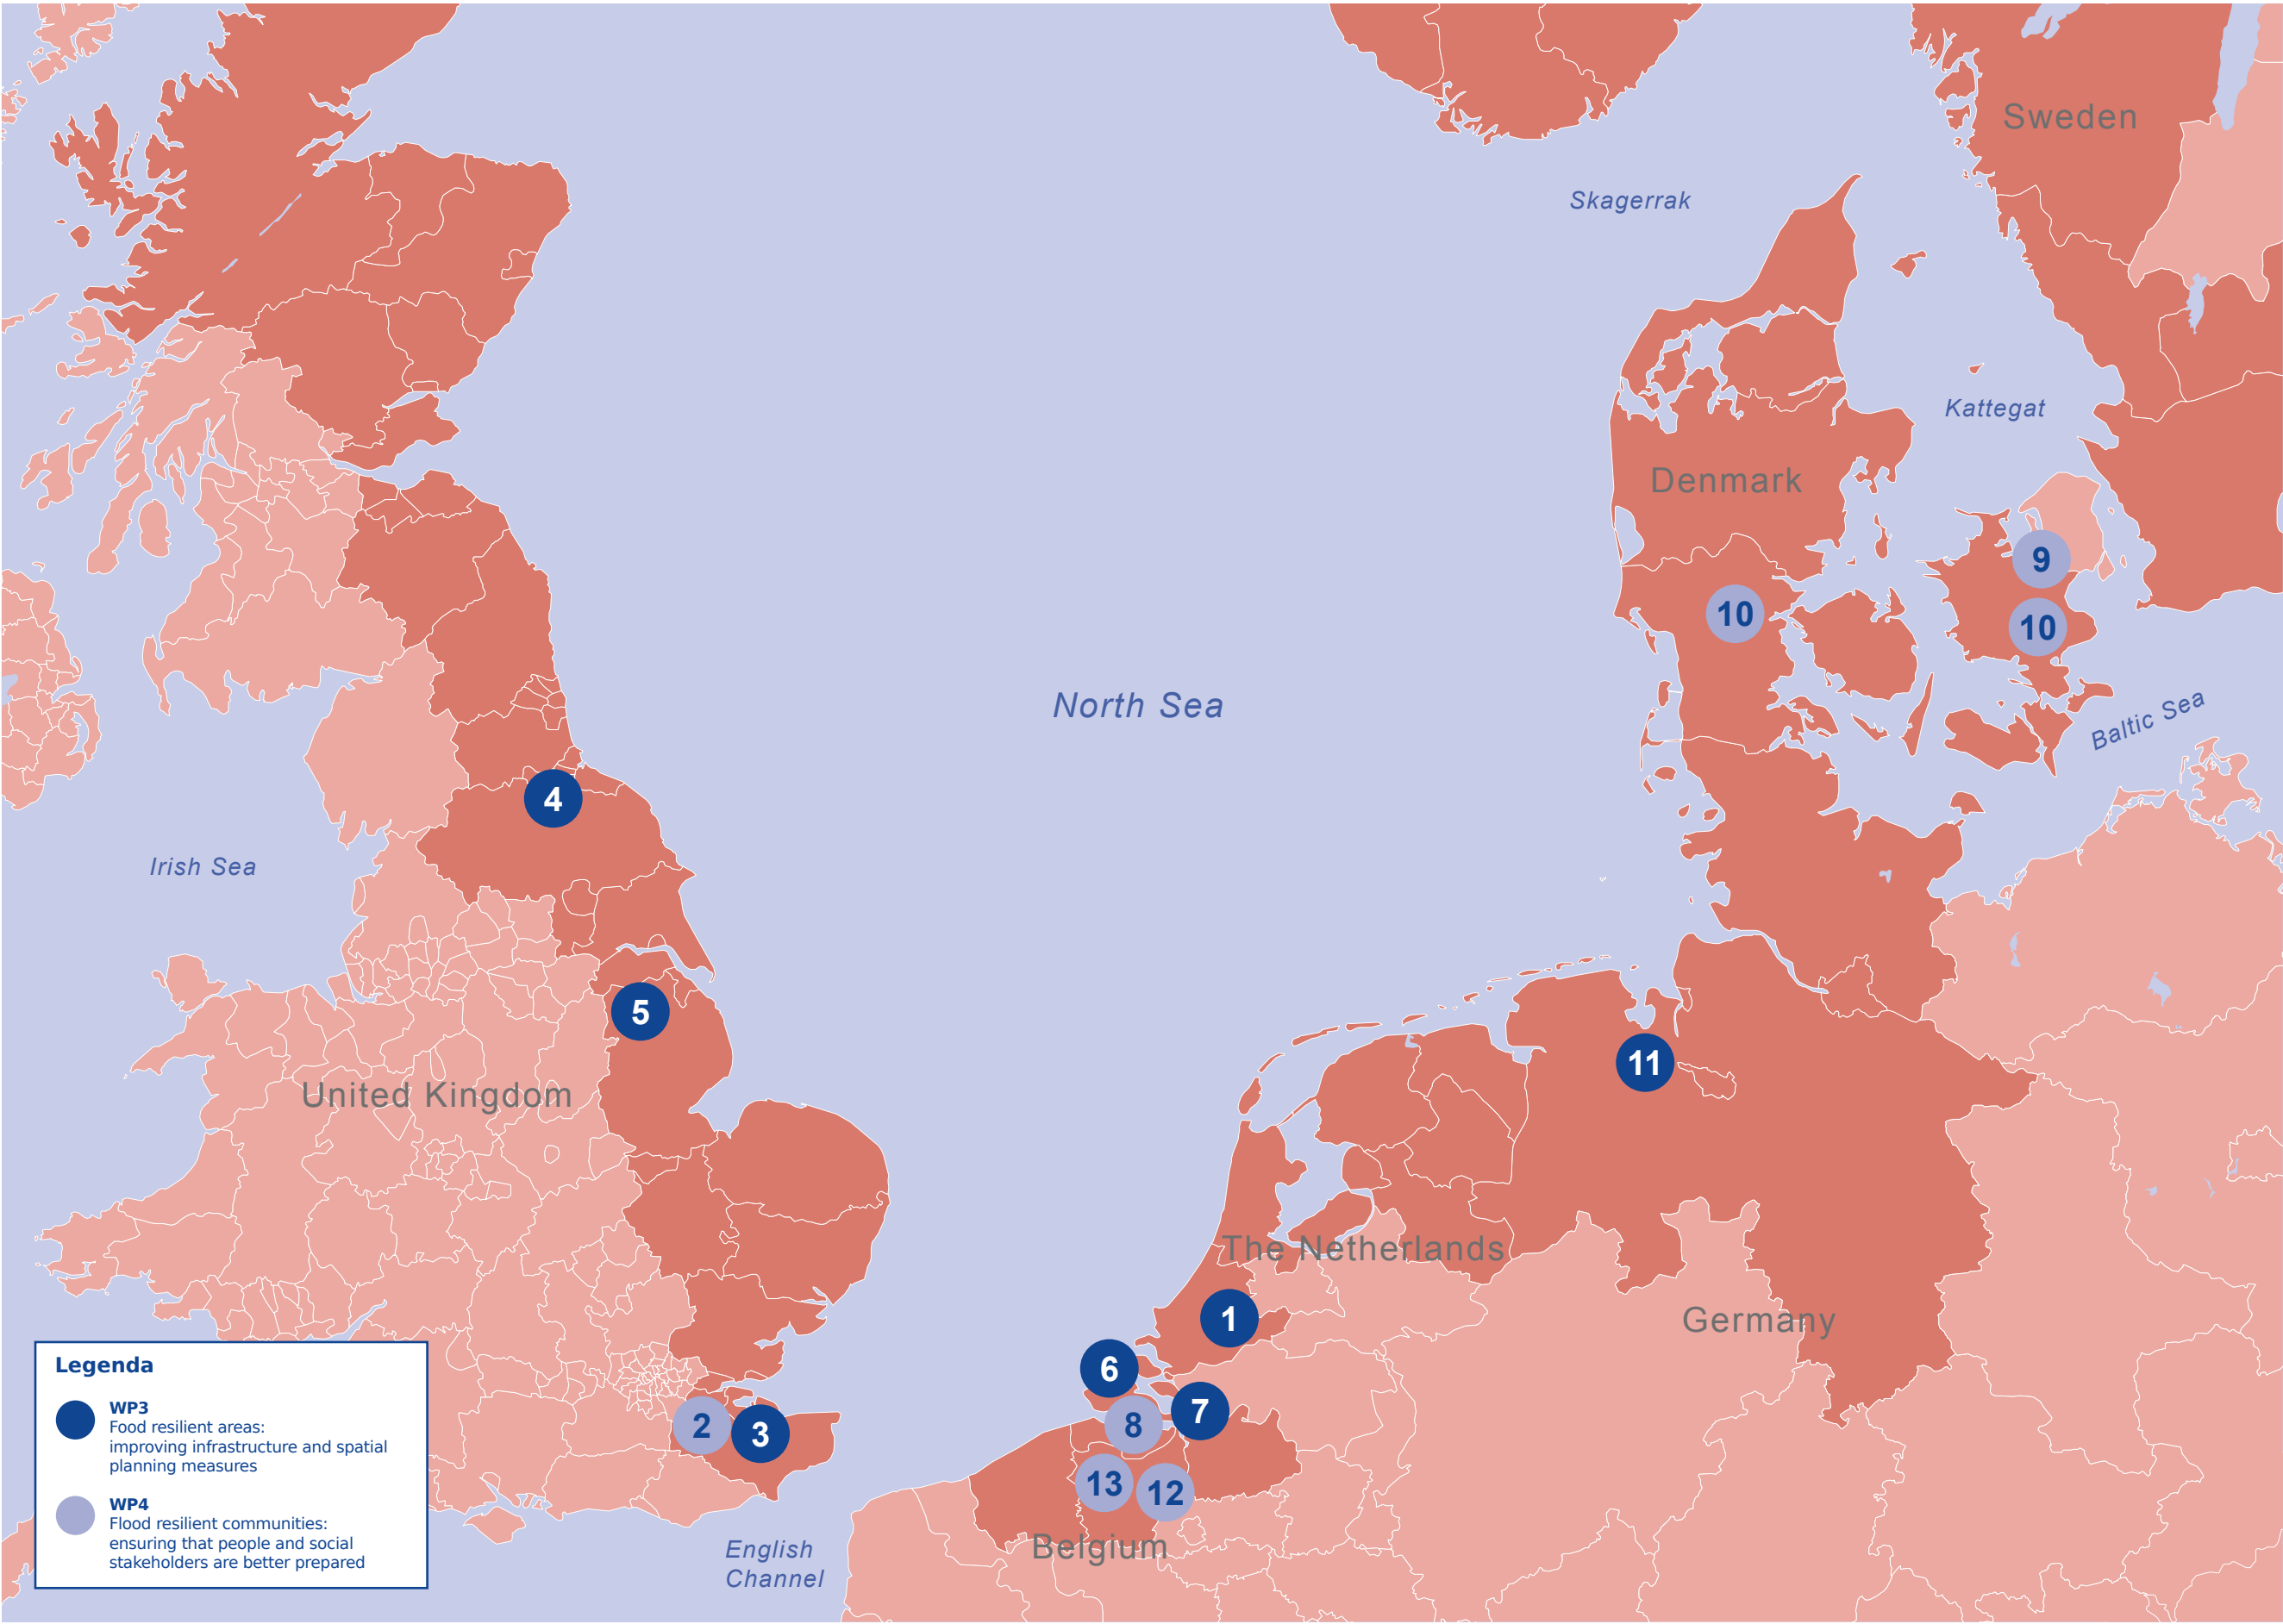 Sweden
Skagerrak
Kattegat
Denmark
9
10
10
North Sea
Baltic Sea
4
Irish Sea
5
11
United Kingdom
The Netherlands
1
Germany
6
7
8
2
3
13
12
Belgium
English
Channel
Legenda
WP3
Food resilient areas:
improving infrastructure and spatial
planning measures
WP4
Flood resilient communities:
ensuring that people and social
stakeholders are better prepared